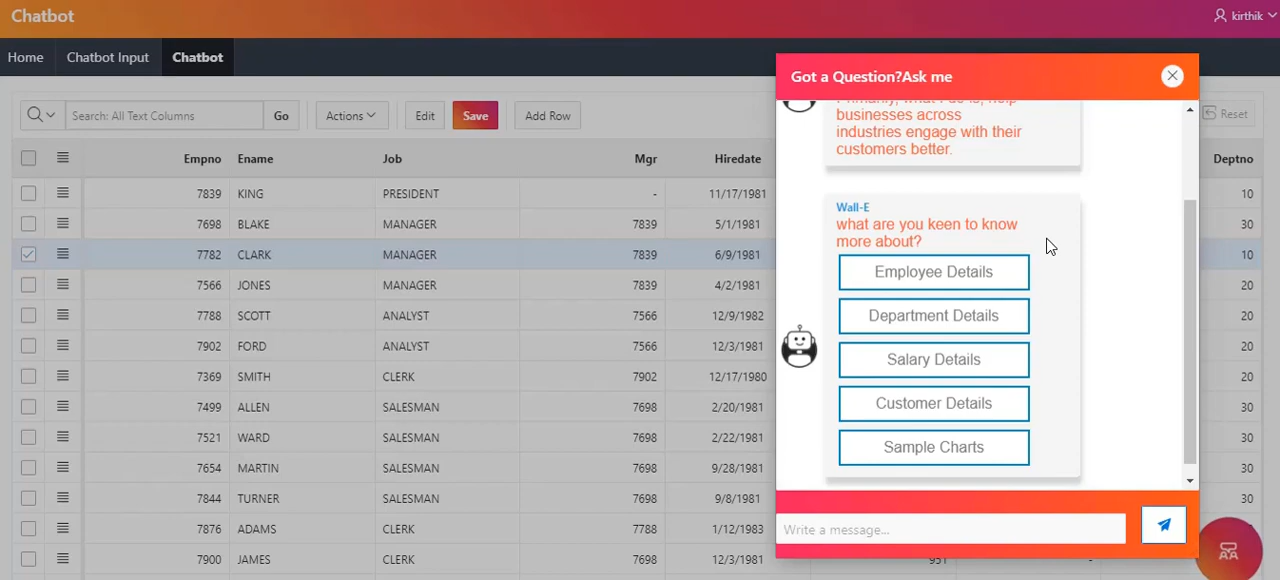 Chatbot
kirthik
Home Chatbot Input Chatbot
Search: All Text Columns Go Actions Edit Save Add Row Reset
Empno Ename Job Mgr Hiredate Deptno
7839 KING PRESIDENT - 11/17/1981 10
7698 BLAKE MANAGER 7839 5/1/1981 30
7782 CLARK MANAGER 7839 6/9/1981 10
7566 JONES MANAGER 7839 4/2/1981 20
7788 SCOTT ANALYST 7566 12/9/1982 20
7902 FORD ANALYST 7566 12/3/1981 20
7369 SMITH CLERK 7902 12/17/1980 20
7499 ALLEN SALESMAN 7698 2/20/1981 30
7521 WARD SALESMAN 7698 2/22/1981 30
7654 MARTIN SALESMAN 7698 9/28/1981 30
7844 TURNER SALESMAN 7698 9/8/1981 30
7876 ADAMS CLERK 7788 1/12/1983
7900 JAMES CLERK 7698 12/3/1981
Got a Question?Ask me
Primarily, what I do is, help
businesses across
industries engage with their
customers better.
Wall-E
what are you keen to know
more about?
Employee Details
Department Details
Salary Details
Customer Details
Sample Charts
Write a message...